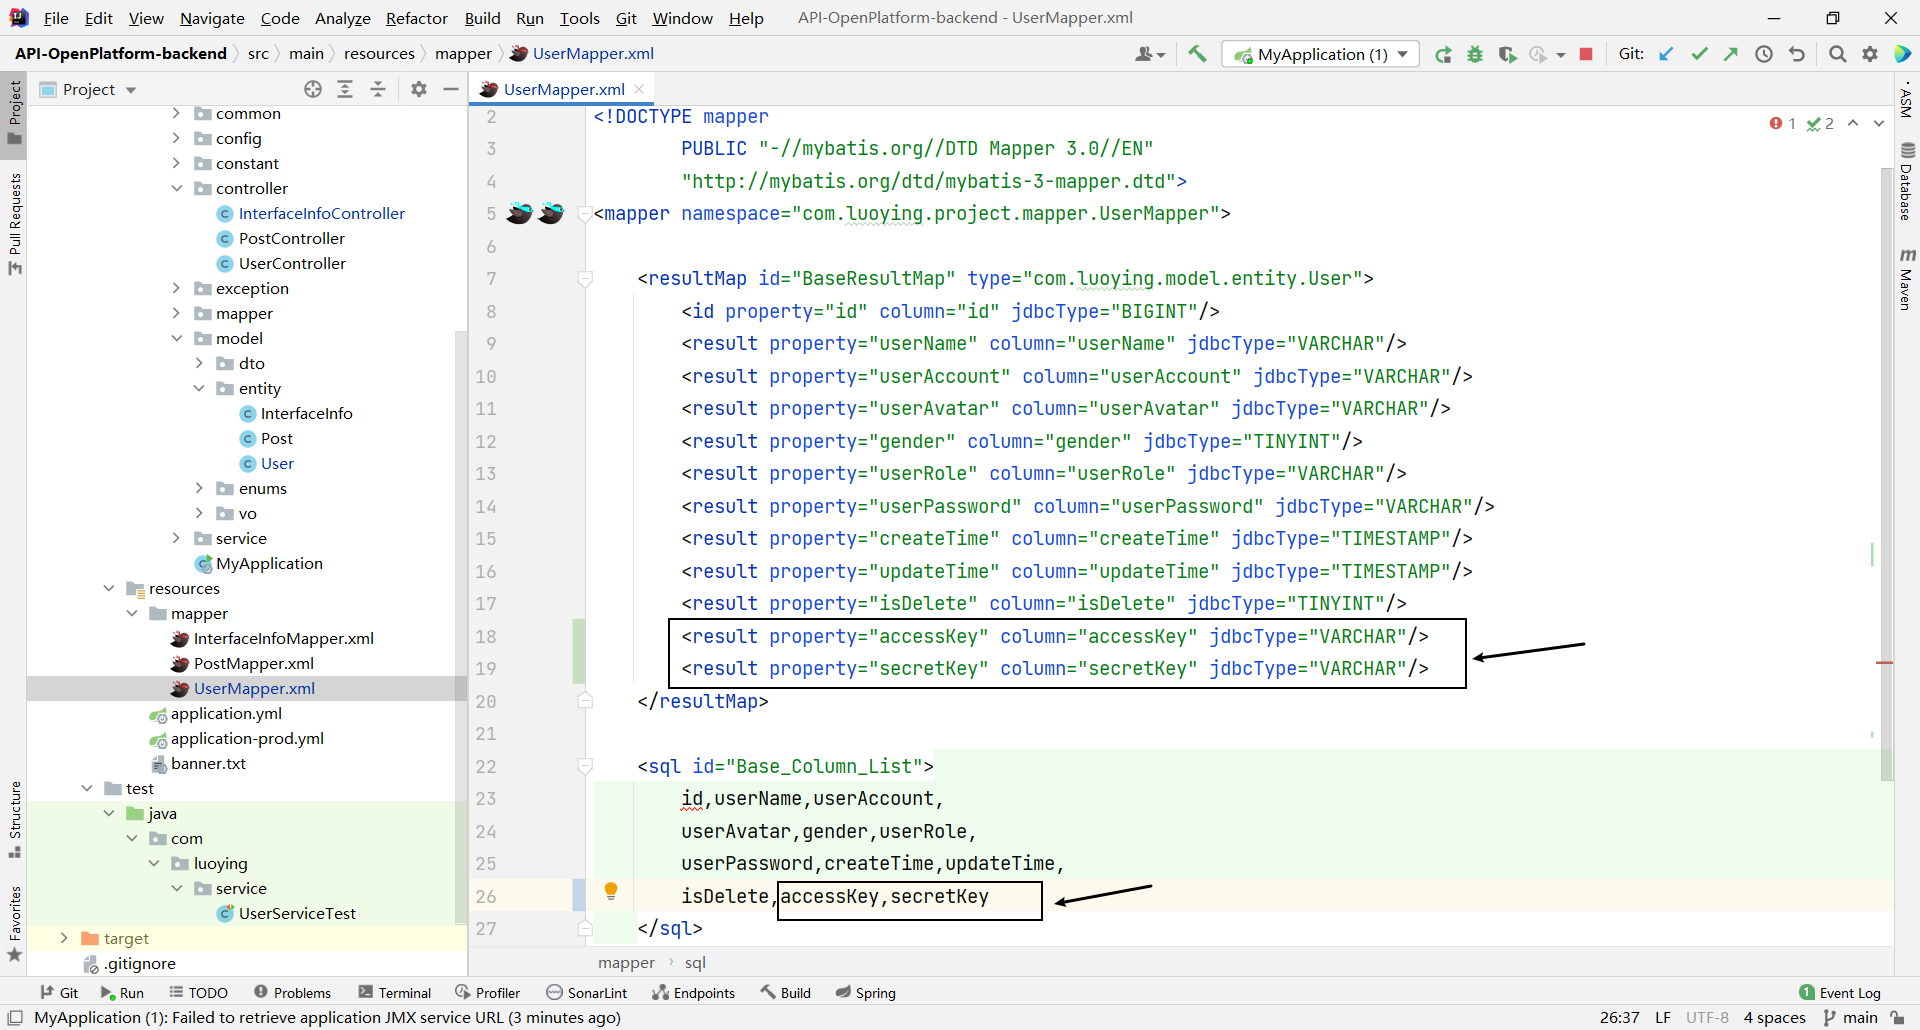 File Edit View Navigate Code Analyze Refactor Build Run Tools Git Window Help API-OpenPlatform-backend - UserMapper.xml
API-OpenPlatform-backend src main resources mapper UserMapper.xml MyApplication (1) Git:
Project
UserMapper.xml
Project
Pull Requests
Structure
Favorites
common
config
constant
controller
InterfaceInfoController
PostController
UserController
exception
mapper
model
dto
entity
InterfaceInfo
Post
User
enums
vo
service
MyApplication
resources
mapper
InterfaceInfoMapper.xml
PostMapper.xml
UserMapper.xml
application.yml
application-prod.yml
banner.txt
test
java
com
luoying
service
UserServiceTest
target
.gitignore
1 2
2 <!DOCTYPE mapper
3 PUBLIC "-//mybatis.org//DTD Mapper 3.0//EN"
4 "http://mybatis.org/dtd/mybatis-3-mapper.dtd">
5 <mapper namespace="com.luoying.project.mapper.UserMapper">
6
7 <resultMap id="BaseResultMap" type="com.luoying.model.entity.User">
8 <id property="id" column="id" jdbcType="BIGINT"/>
9 <result property="userName" column="userName" jdbcType="VARCHAR"/>
10 <result property="userAccount" column="userAccount" jdbcType="VARCHAR"/>
11 <result property="userAvatar" column="userAvatar" jdbcType="VARCHAR"/>
12 <result property="gender" column="gender" jdbcType="TINYINT"/>
13 <result property="userRole" column="userRole" jdbcType="VARCHAR"/>
14 <result property="userPassword" column="userPassword" jdbcType="VARCHAR"/>
15 <result property="createTime" column="createTime" jdbcType="TIMESTAMP"/>
16 <result property="updateTime" column="updateTime" jdbcType="TIMESTAMP"/>
17 <result property="isDelete" column="isDelete" jdbcType="TINYINT"/>
18 <result property="accessKey" column="accessKey" jdbcType="VARCHAR"/>
19 <result property="secretKey" column="secretKey" jdbcType="VARCHAR"/>
20 </resultMap>
21
22 <sql id="Base_Column_List">
23 id,userName,userAccount,
24 userAvatar,gender,userRole,
25 userPassword,createTime,updateTime,
26 isDelete,accessKey,secretKey
27 </sql>
mapper sql
ASM
Database
m Maven
Git Run TODO Problems Terminal Profiler SonarLint Endpoints Build Spring 1 Event Log
MyApplication (1): Failed to retrieve application JMX service URL (3 minutes ago) 26:37 LF UTF-8 4 spaces main